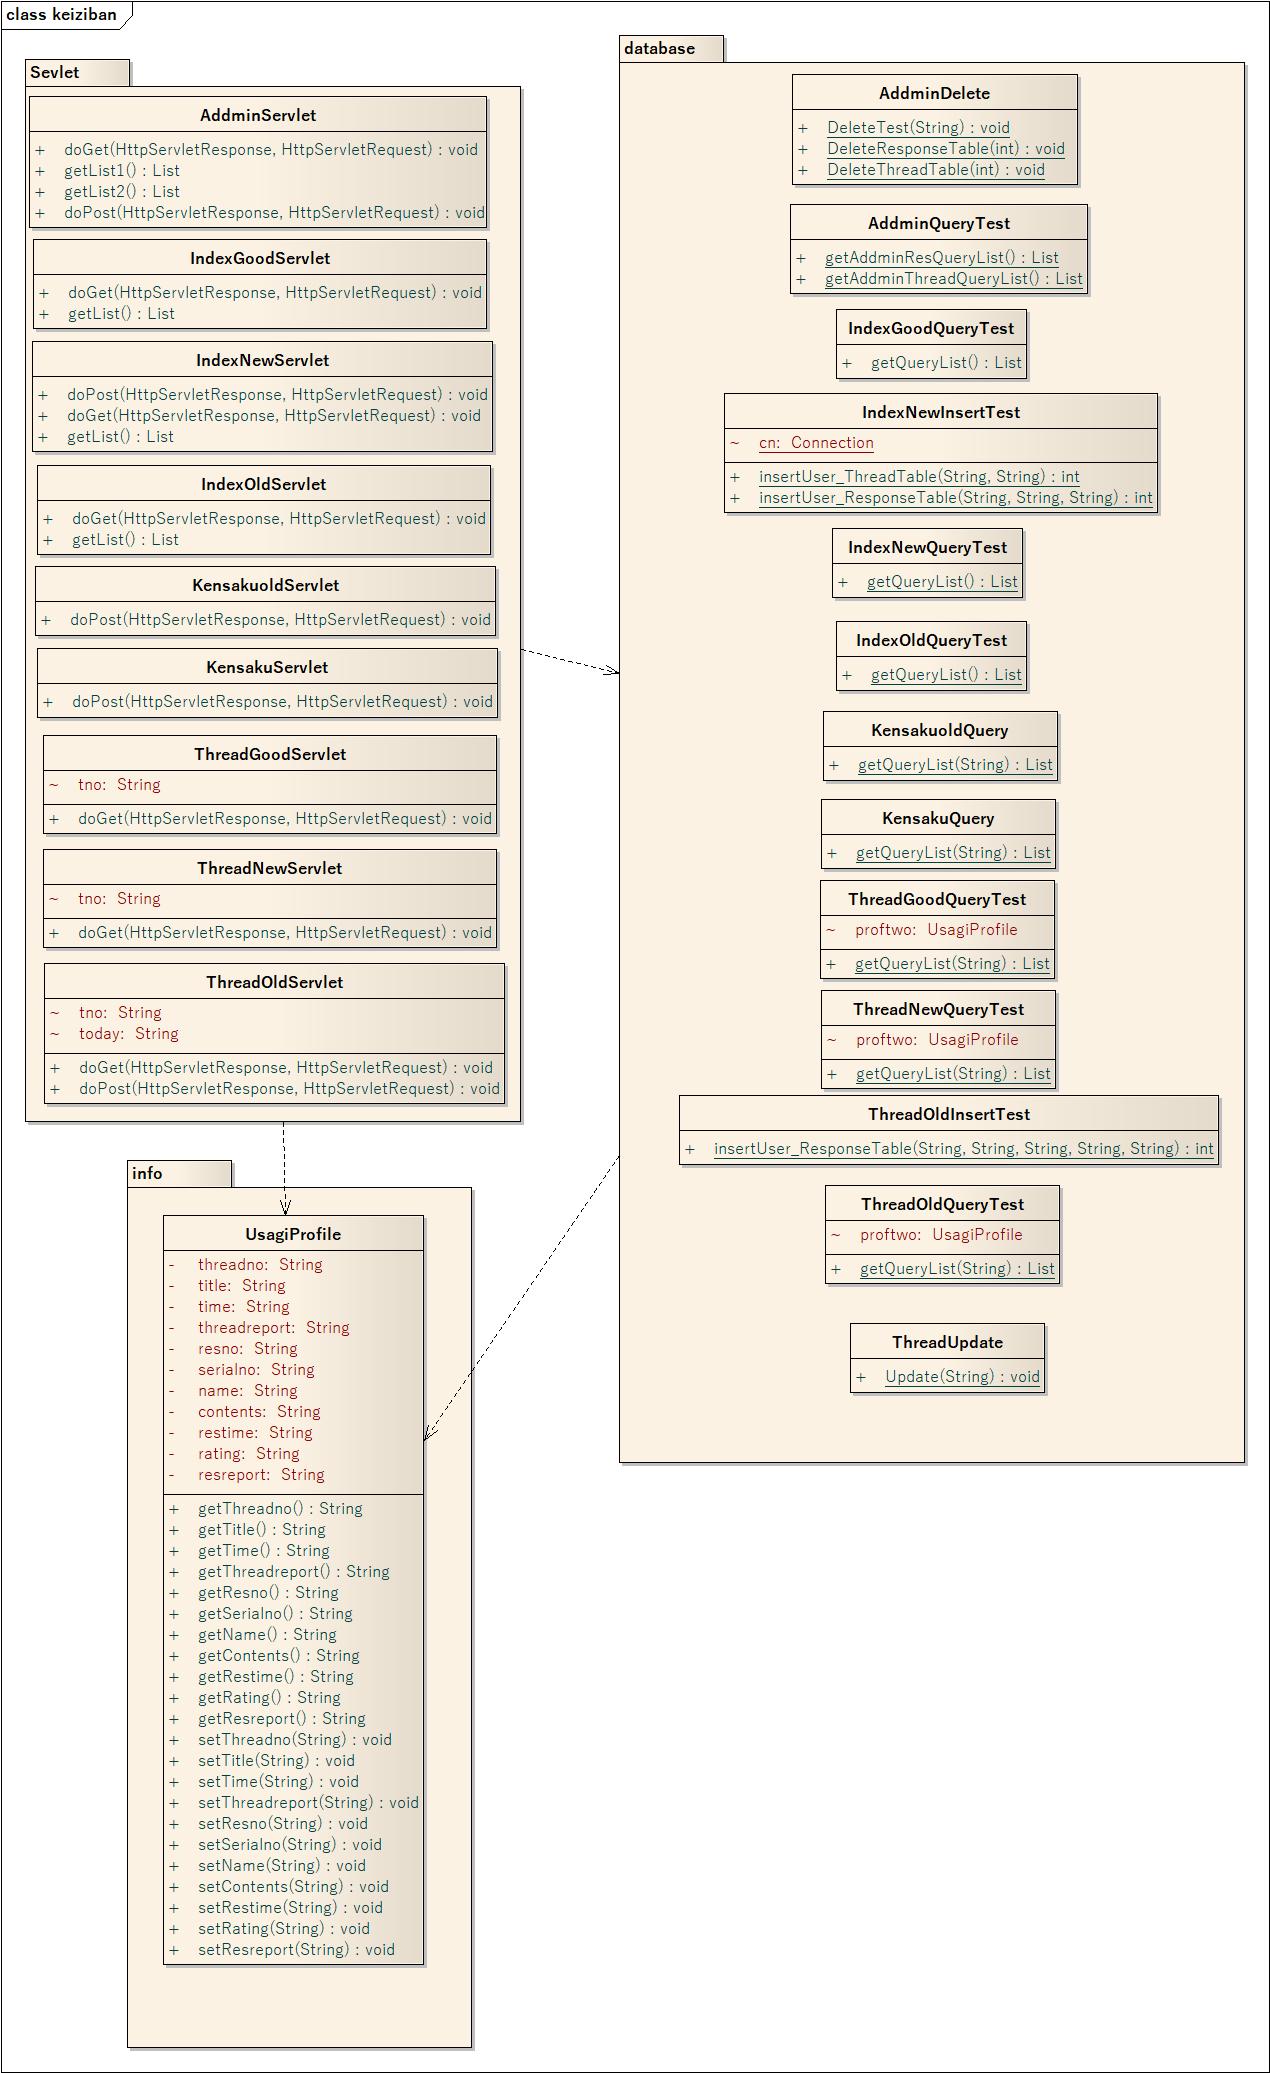 class keiziban
Sevlet
AddminServlet
+ doGet(HttpServletResponse, HttpServletRequest) : void
+ getList1() : List
+ getList2() : List
+ doPost(HttpServletResponse, HttpServletRequest) : void
IndexGoodServlet
+ doGet(HttpServletResponse, HttpServletRequest) : void
+ getList() : List
IndexNewServlet
+ doPost(HttpServletResponse, HttpServletRequest) : void
+ doGet(HttpServletResponse, HttpServletRequest) : void
+ getList() : List
IndexOldServlet
+ doGet(HttpServletResponse, HttpServletRequest) : void
+ getList() : List
KensakuoldServlet
+ doPost(HttpServletResponse, HttpServletRequest) : void
KensakuServlet
+ doPost(HttpServletResponse, HttpServletRequest) : void
ThreadGoodServlet
~ tno: String
+ doGet(HttpServletResponse, HttpServletRequest) : void
ThreadNewServlet
~ tno: String
+ doGet(HttpServletResponse, HttpServletRequest) : void
ThreadOldServlet
~ tno: String
~ today: String
+ doGet(HttpServletResponse, HttpServletRequest) : void
+ doPost(HttpServletResponse, HttpServletRequest) : void
database
AddminDelete
+ DeleteTest(String) : void
+ DeleteResponseTable(int) : void
+ DeleteThreadTable(int) : void
AddminQueryTest
+ getAddminResQueryList() : List
+ getAddminThreadQueryList() : List
IndexGoodQueryTest
+ getQueryList() : List
IndexNewInsertTest
~ cn: Connection
+ insertUser_ThreadTable(String, String) : int
+ insertUser_ResponseTable(String, String, String) : int
IndexNewQueryTest
+ getQueryList() : List
IndexOldQueryTest
+ getQueryList() : List
KensakuoldQuery
+ getQueryList(String) : List
KensakuQuery
+ getQueryList(String) : List
ThreadGoodQueryTest
~ proftwo: UsagiProfile
+ getQueryList(String) : List
ThreadNewQueryTest
~ proftwo: UsagiProfile
+ getQueryList(String) : List
ThreadOldInsertTest
+ insertUser_ResponseTable(String, String, String, String, String) : int
ThreadOldQueryTest
~ proftwo: UsagiProfile
+ getQueryList(String) : List
ThreadUpdate
+ Update(String) : void
info
UsagiProfile
- threadno: String
- title: String
- time: String
- threadreport: String
- resno: String
- serialno: String
- name: String
- contents: String
- restime: String
- rating: String
- resreport: String
+ getThreadno() : String
+ getTitle() : String
+ getTime() : String
+ getThreadreport() : String
+ getResno() : String
+ getSerialno() : String
+ getName() : String
+ getContents() : String
+ getRestime() : String
+ getRating() : String
+ getResreport() : String
+ setThreadno(String) : void
+ setTitle(String) : void
+ setTime(String) : void
+ setThreadreport(String) : void
+ setResno(String) : void
+ setSerialno(String) : void
+ setName(String) : void
+ setContents(String) : void
+ setRestime(String) : void
+ setRating(String) : void
+ setResreport(String) : void